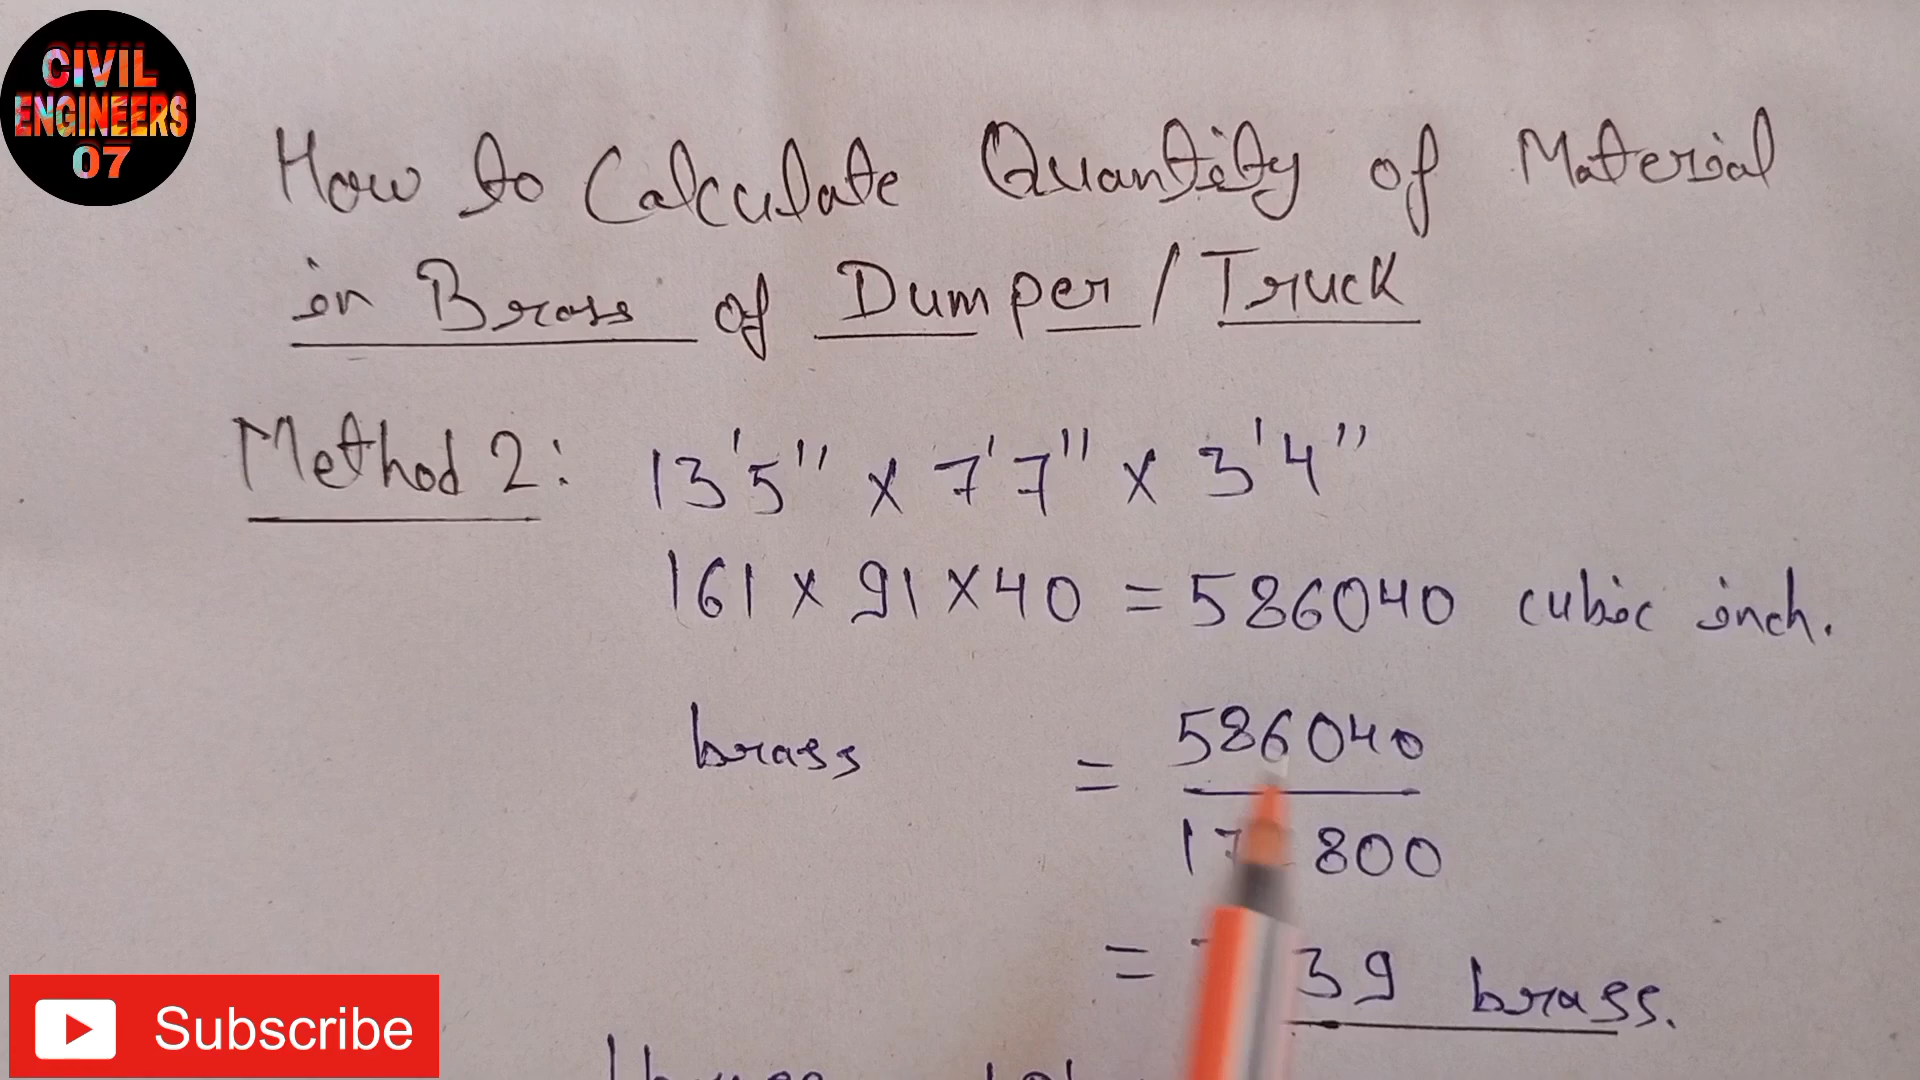 CIVIL
ENGINEERS
07
How to Calculate Quantity of Material
in Brass of Dumper / Truck
Method 2: 13'5" x 7'7" x 3'4"
161 x 91 x 40 = 586040 cubic inch.
brass = 586040
800
= 39 brass.
Subscribe